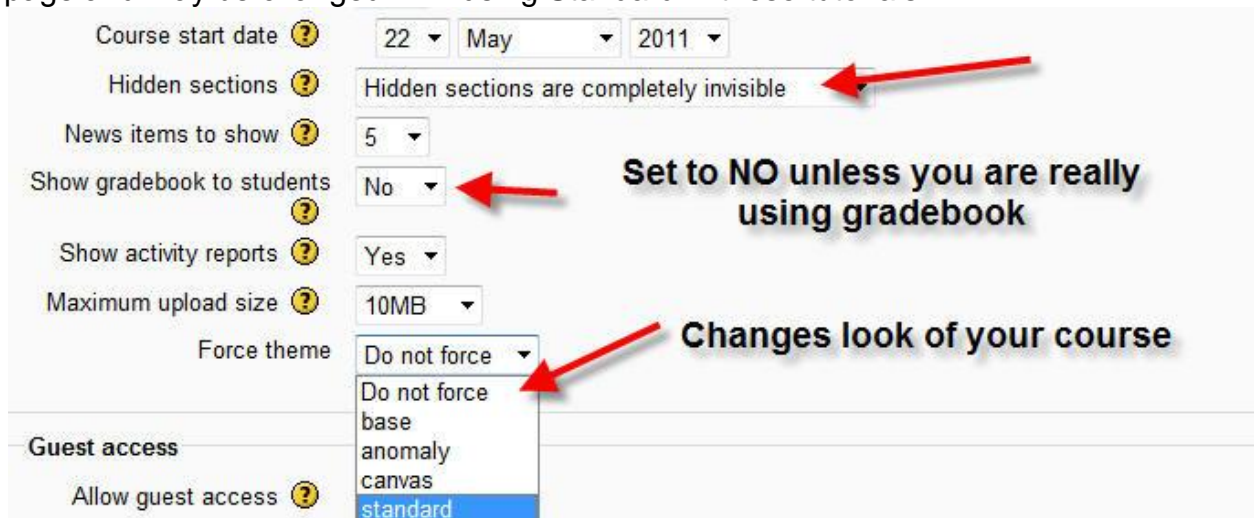 Course start date 22 May 2011
Hidden sections Hidden sections are completely invisible
News items to show 5
Show gradebook to students No
Set to NO unless you are really
using gradebook
Show activity reports Yes
Maximum upload size 10MB
Force theme Do not force
Changes look of your course
Do not force
base
anomaly
canvas
standard
Guest access
Allow guest access